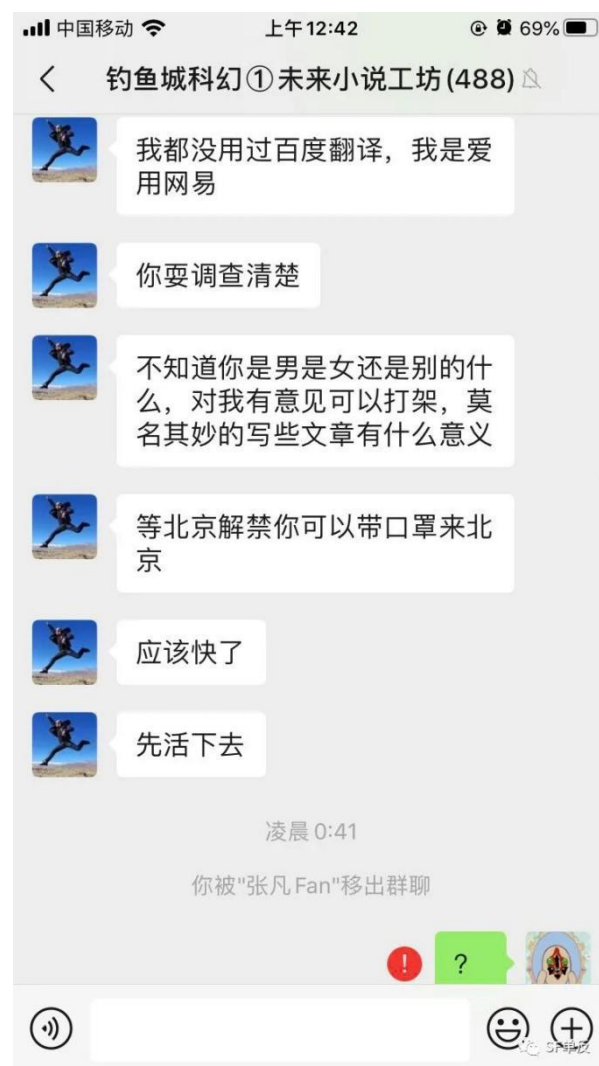 中国移动 上午12:42 69%
钓鱼城科幻①未来小说工坊(488)
我都没用过百度翻译，我是爱
用网易
你耍调查清楚
不知道你是男是女还是别的什
么，对我有意见可以打架，莫
名其妙的写些文章有什么意义
等北京解禁你可以带口罩来北
京
应该快了
先活下去
凌晨0:41
你被"张凡Fan"移出群聊
！ ？
SF单皮